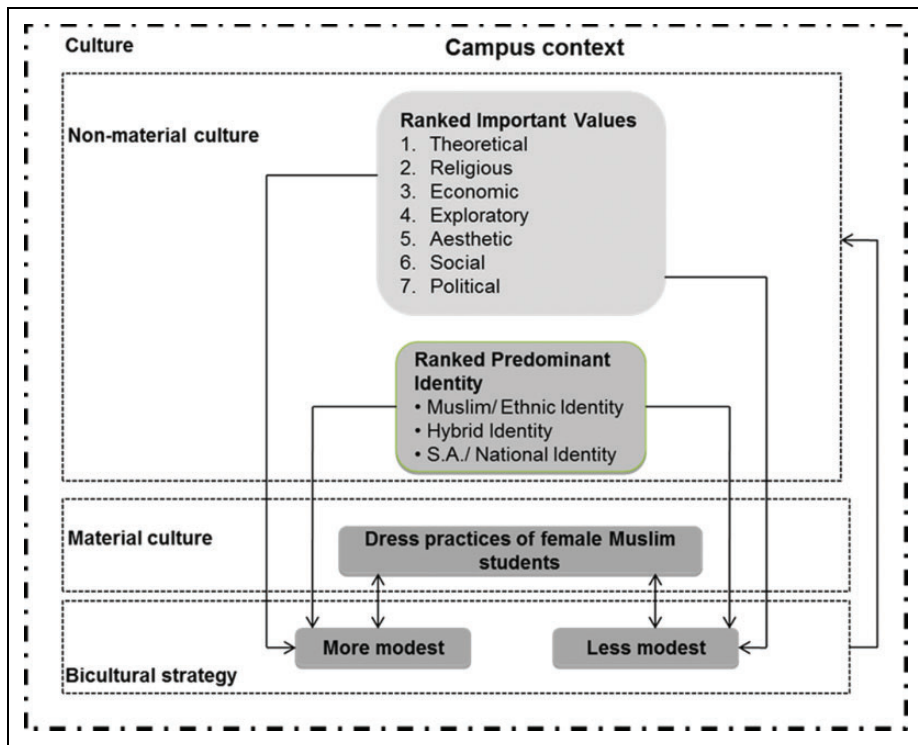 Culture
Campus context
Non-material culture
Ranked Important Values
1. Theoretical
2. Religious
3. Economic
4. Exploratory
5. Aesthetic
6. Social
7. Political
Ranked Predominant
Identity
• Muslim/ Ethnic Identity
• Hybrid Identity
• S.A./ National Identity
Material culture
Dress practices of female Muslim
students
More modest
Less modest
Bicultural strategy